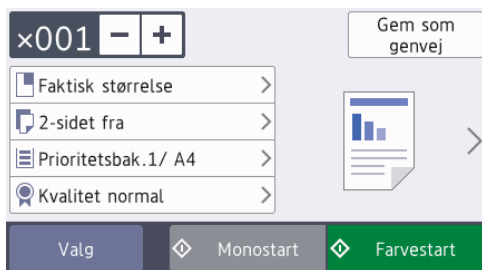 ×001 − +
Gem som
genvej
Faktisk størrelse
2-sidet fra
Prioritetsbak.1/ A4
Kvalitet normal
Valg
Monostart
Farvestart